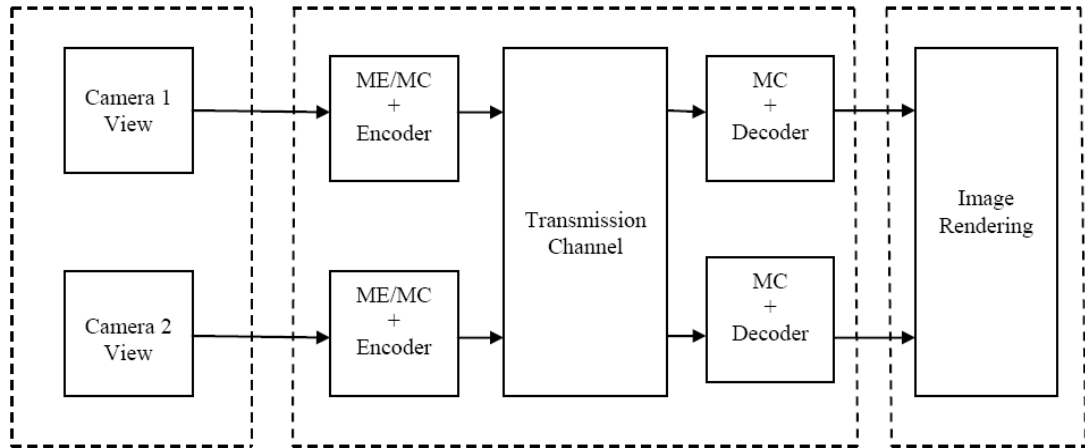 Camera 1
View
ME/MC
+
Encoder
MC
+
Decoder
Transmission
Channel
Image
Rendering
Camera 2
View
ME/MC
+
Encoder
MC
+
Decoder